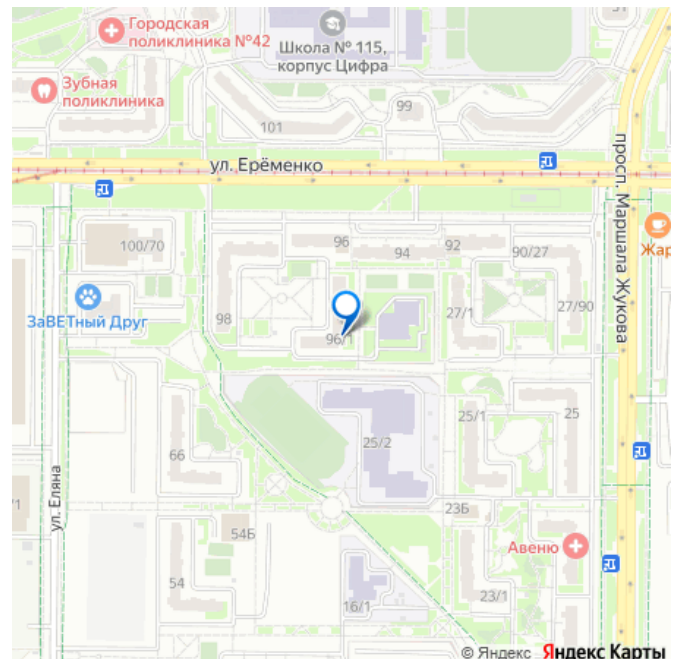 Городская
поликлиника №42
Школа № 115,
корпус Цифра
Зубная
поликлиника
99
101
ул. Ерёменко
просп. Маршала Жукова
Жар
100/70
96
94
92
90/27
ЗаВЕТный Друг
98
96/1
27/1
27/90
25/1
25
25/2
66
ул. Еляна
/1
23Б
54Б
Авеню
54
16/1
23/1
© Яндекс Яндекс Карты